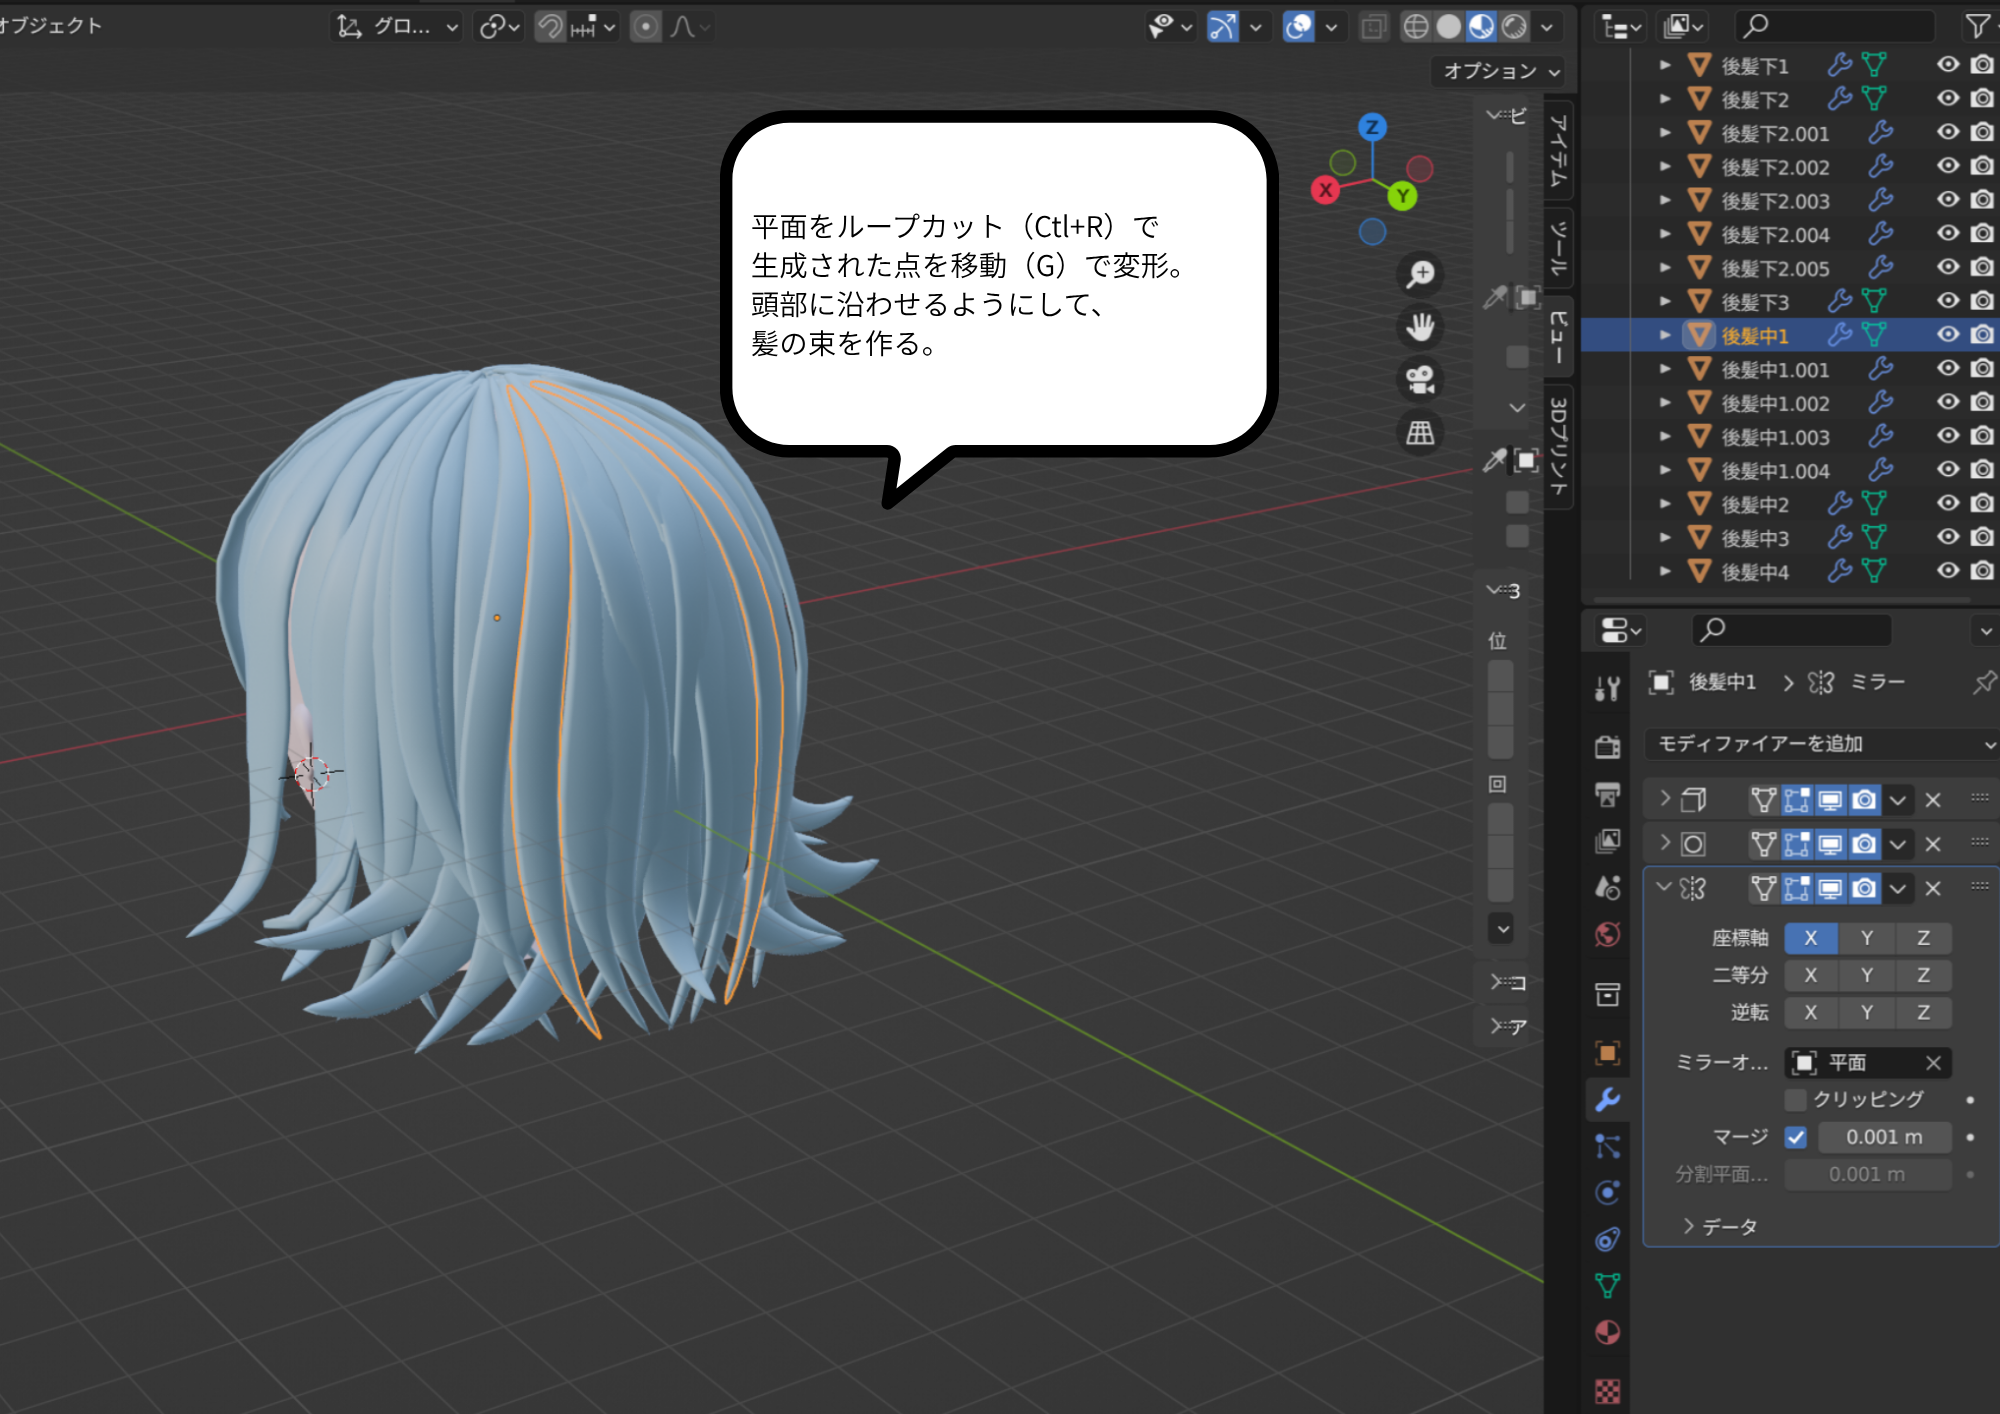 オブジェクト
グロ...
オプション
Z
X
Y
平面をループカット（Ctl+R）で
生成された点を移動（G）で変形。
頭部に沿わせるようにして、
髪の束を作る。
ビ
3
位
回
コ
ア
アイテム
ツール
ビュー
3Dプリント
後髪下1
後髪下2
後髪下2.001
後髪下2.002
後髪下2.003
後髪下2.004
後髪下2.005
後髪下3
後髪中1
後髪中1.001
後髪中1.002
後髪中1.003
後髪中1.004
後髪中2
後髪中3
後髪中4
後髪中1 > ミラー
モディファイアーを追加
座標軸 X Y Z
二等分 X Y Z
逆転 X Y Z
ミラーオ... 平面
クリッピング
マージ 0.001 m
分割平面... 0.001 m
データ